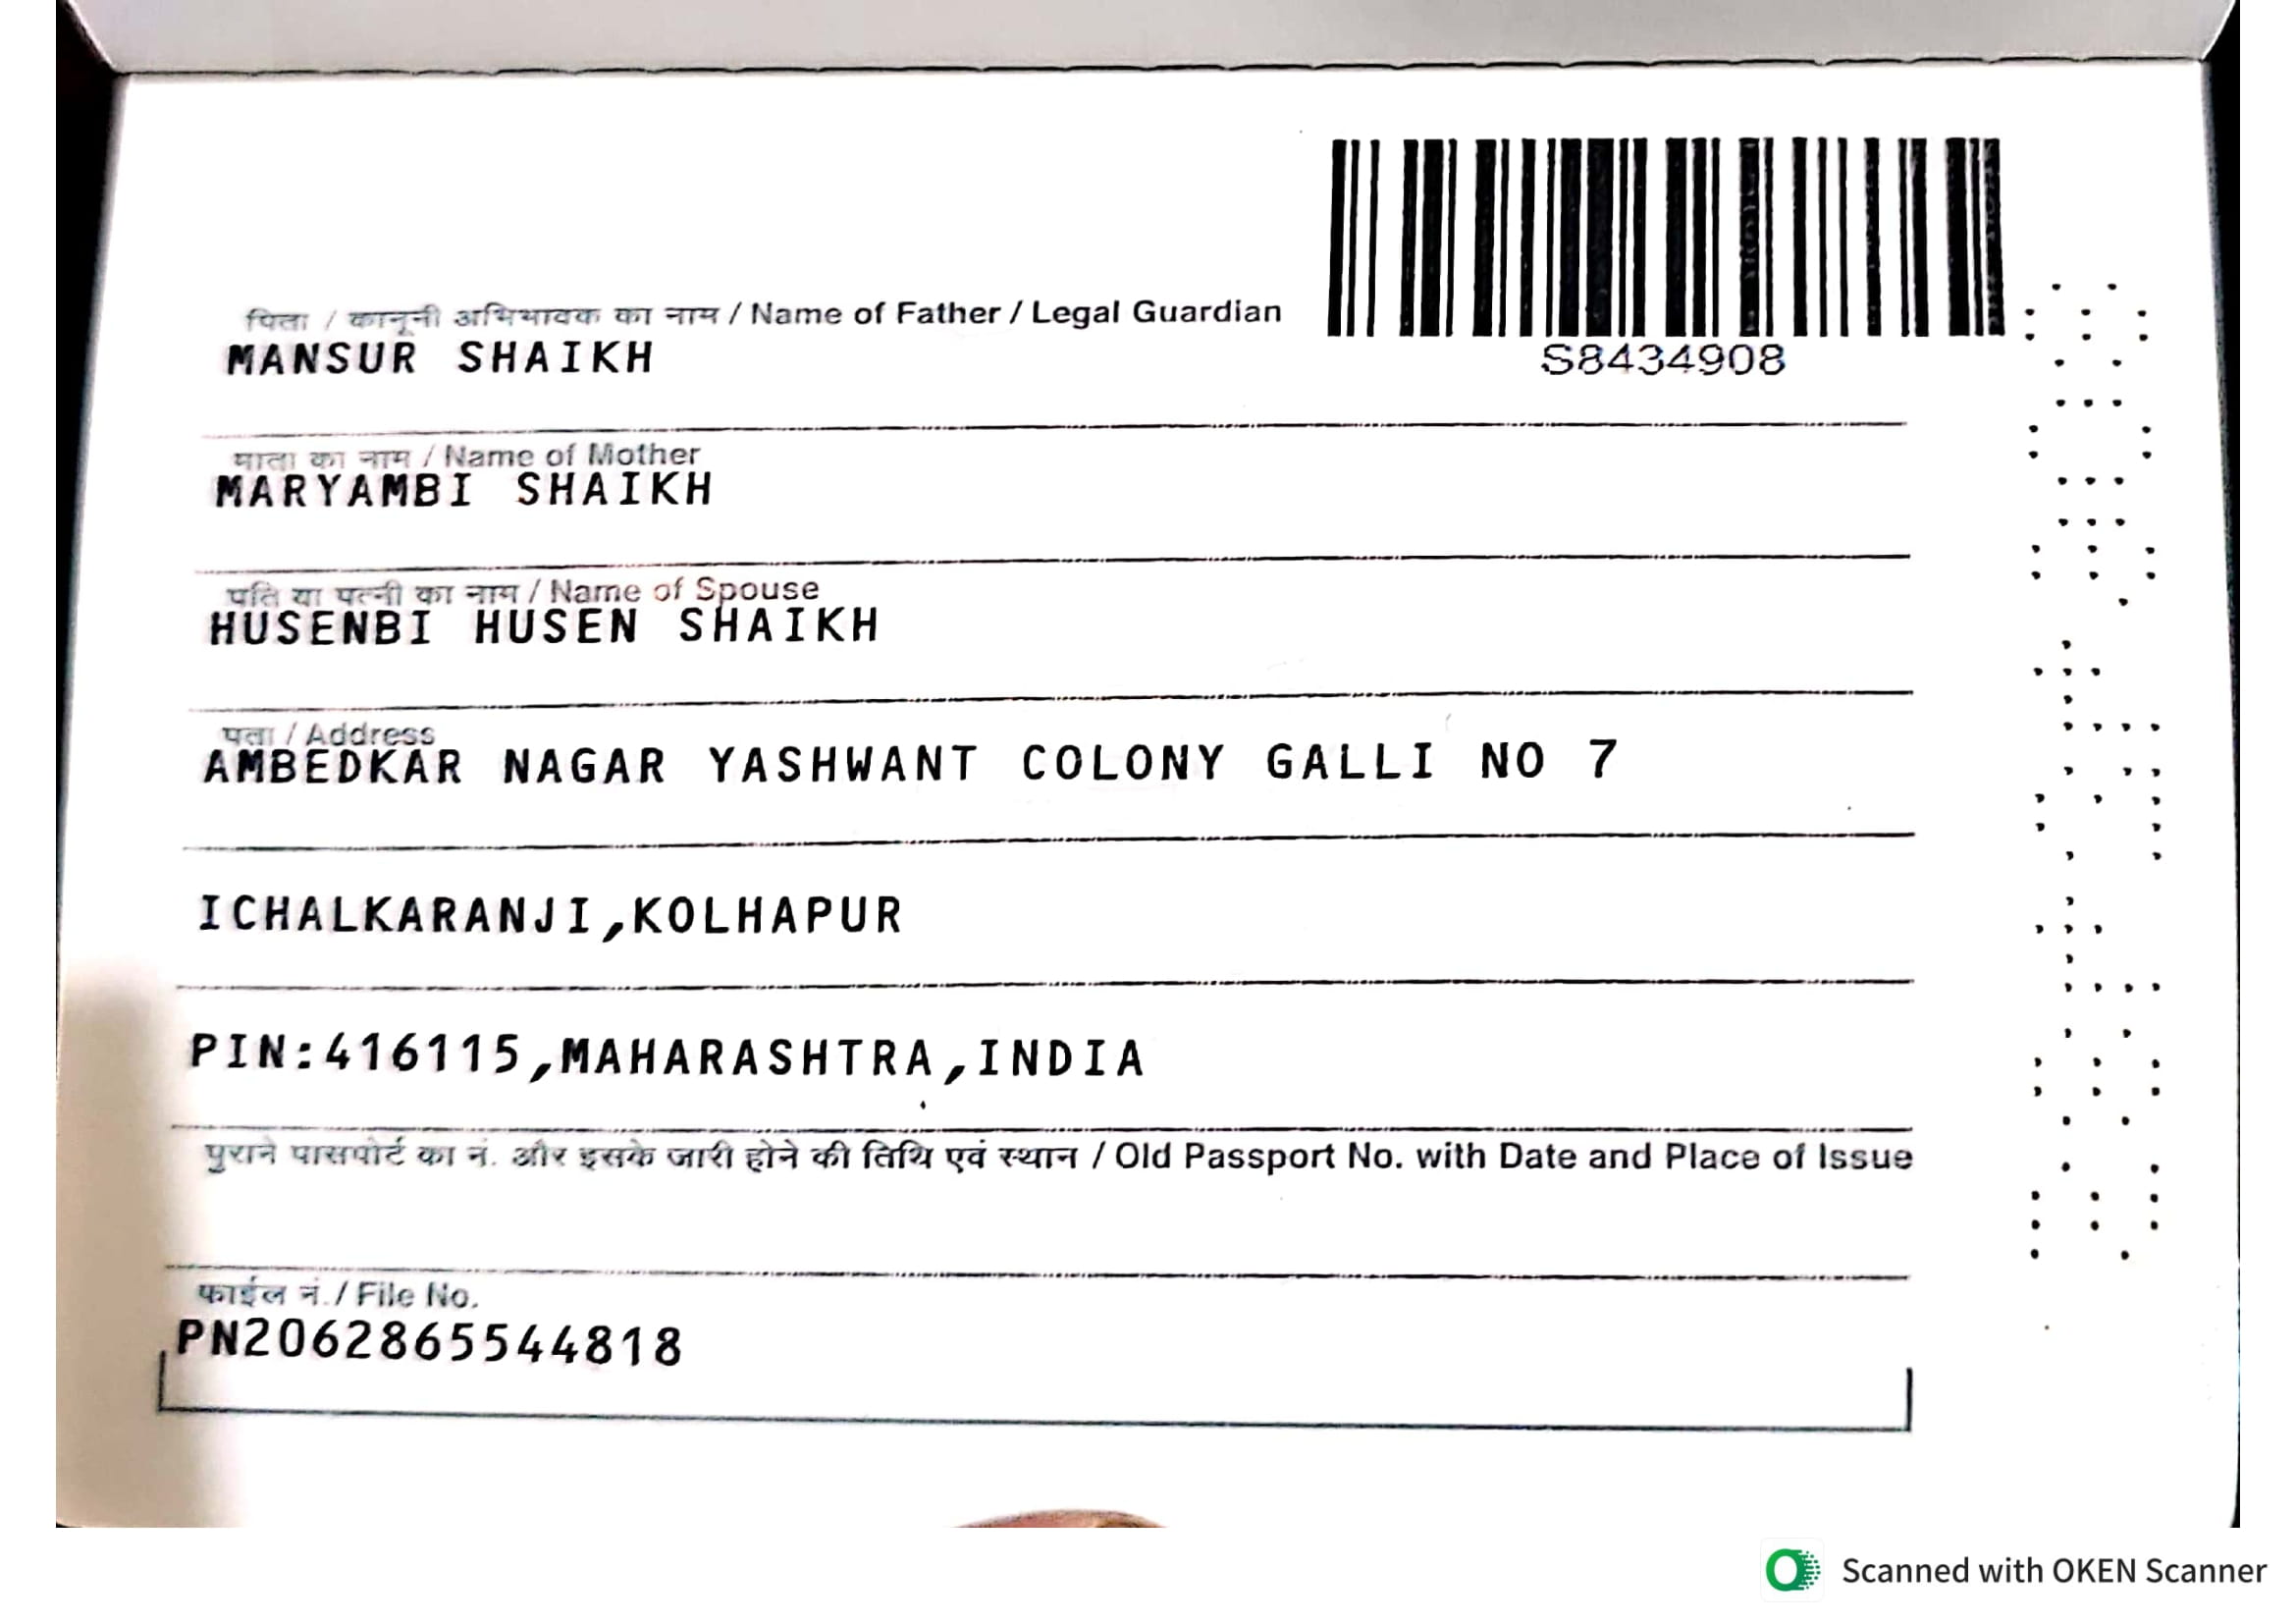 पिता / कानूनी अभिभावक का नाम / Name of Father / Legal Guardian
MANSUR SHAIKH
S8434908
माता का नाम / Name of Mother
MARYAMBI SHAIKH
पति या पत्नी का नाम / Name of Spouse
HUSENBI HUSEN SHAIKH
पता / Address
AMBEDKAR NAGAR YASHWANT COLONY GALLI NO 7
ICHALKARANJI,KOLHAPUR
PIN:416115,MAHARASHTRA,INDIA
पुराने पासपोर्ट का नं. और इसके जारी होने की तिथि एवं स्थान / Old Passport No. with Date and Place of Issue
फाईल नं. / File No.
PN2062865544818
Scanned with OKEN Scanner